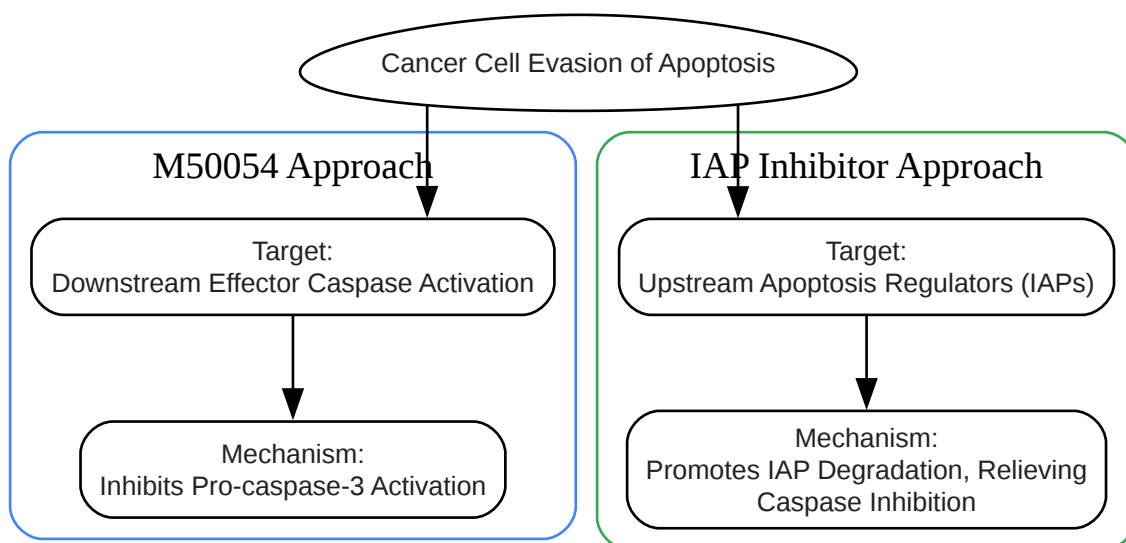 Cancer Cell Evasion of Apoptosis
M50054 Approach
Target:
Downstream Effector Caspase Activation
Mechanism:
Inhibits Pro-caspase-3 Activation
IAP Inhibitor Approach
Target:
Upstream Apoptosis Regulators (IAPs)
Mechanism:
Promotes IAP Degradation, Relieving
Caspase Inhibition